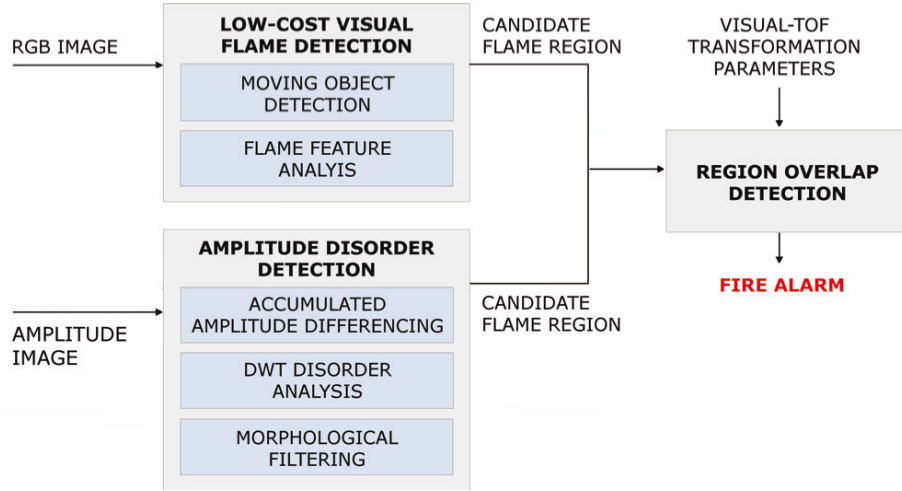 RGB IMAGE
LOW-COST VISUAL
FLAME DETECTION
MOVING OBJECT
DETECTION
FLAME FEATURE
ANALYIS
CANDIDATE
FLAME REGION
VISUAL-TOF
TRANSFORMATION
PARAMETERS
REGION OVERLAP
DETECTION
FIRE ALARM
AMPLITUDE
IMAGE
AMPLITUDE DISORDER
DETECTION
ACCUMULATED
AMPLITUDE DIFFERENCING
DWT DISORDER
ANALYSIS
MORPHOLOGICAL
FILTERING
CANDIDATE
FLAME REGION